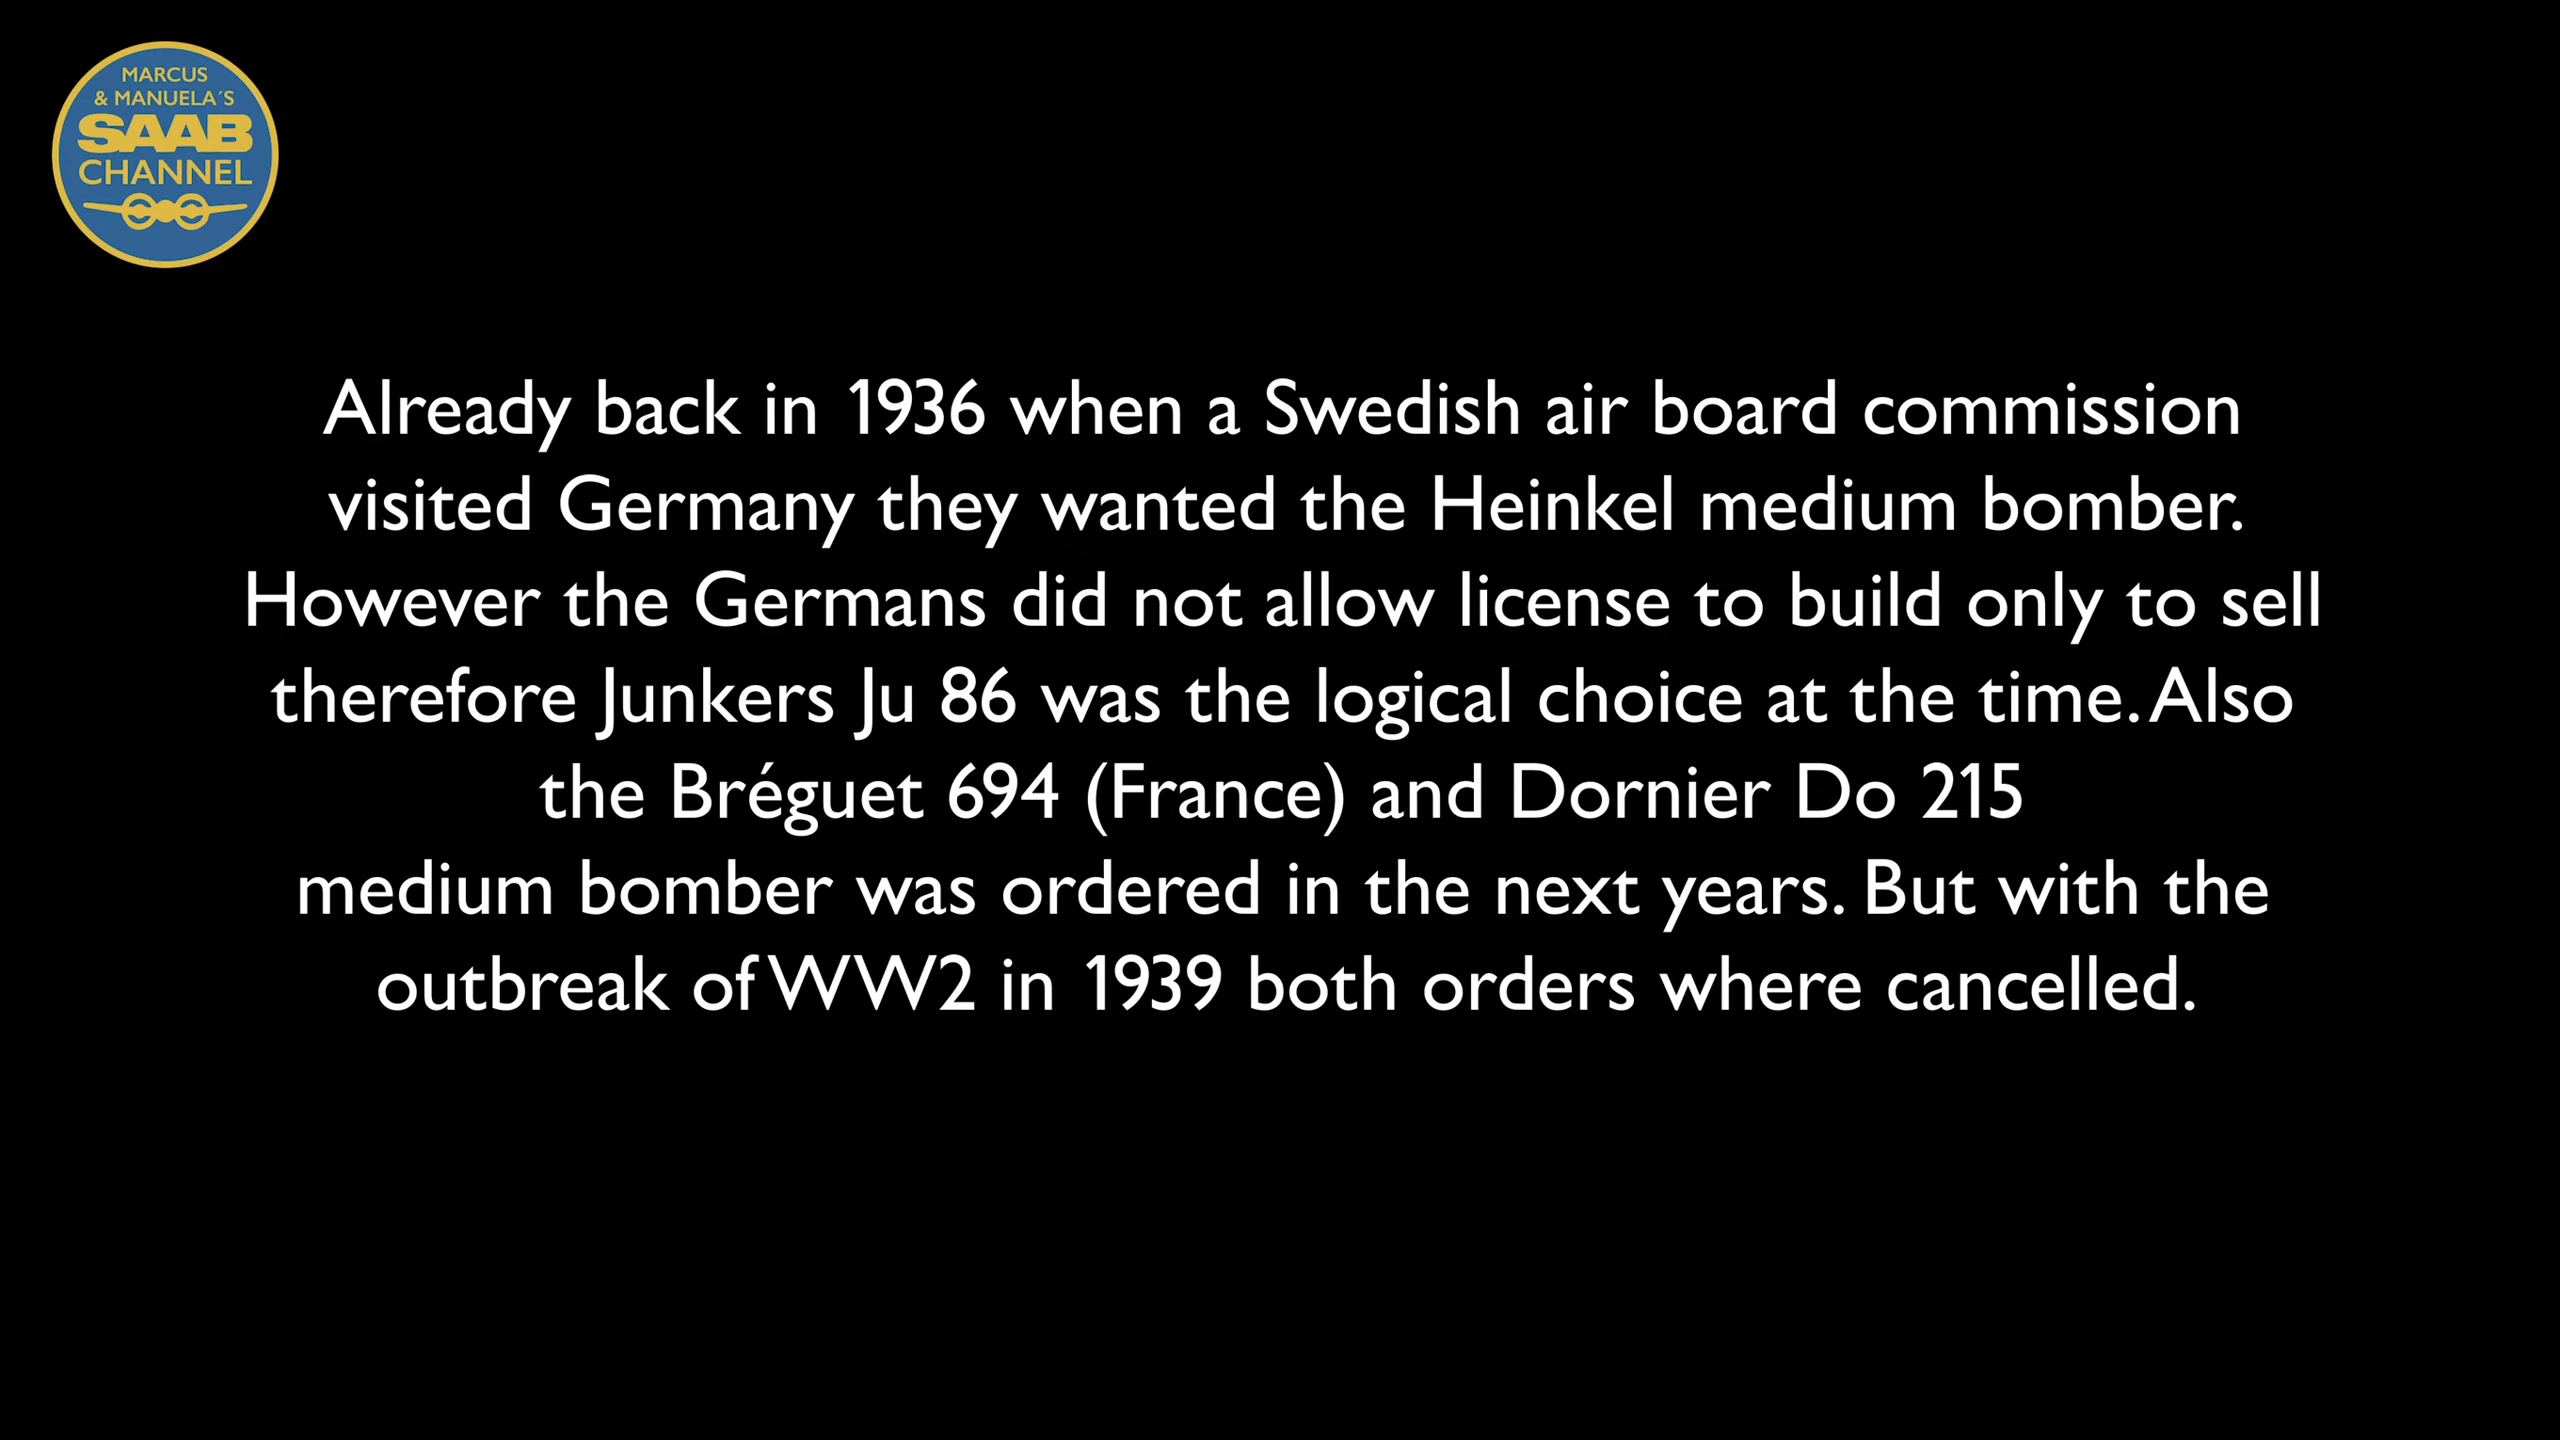 MARCUS
& MANUELA´S
SAAB
CHANNEL
Already back in 1936 when a Swedish air board commission
visited Germany they wanted the Heinkel medium bomber.
However the Germans did not allow license to build only to sell
therefore Junkers Ju 86 was the logical choice at the time. Also
the Bréguet 694 (France) and Dornier Do 215
medium bomber was ordered in the next years. But with the
outbreak of WW2 in 1939 both orders where cancelled.